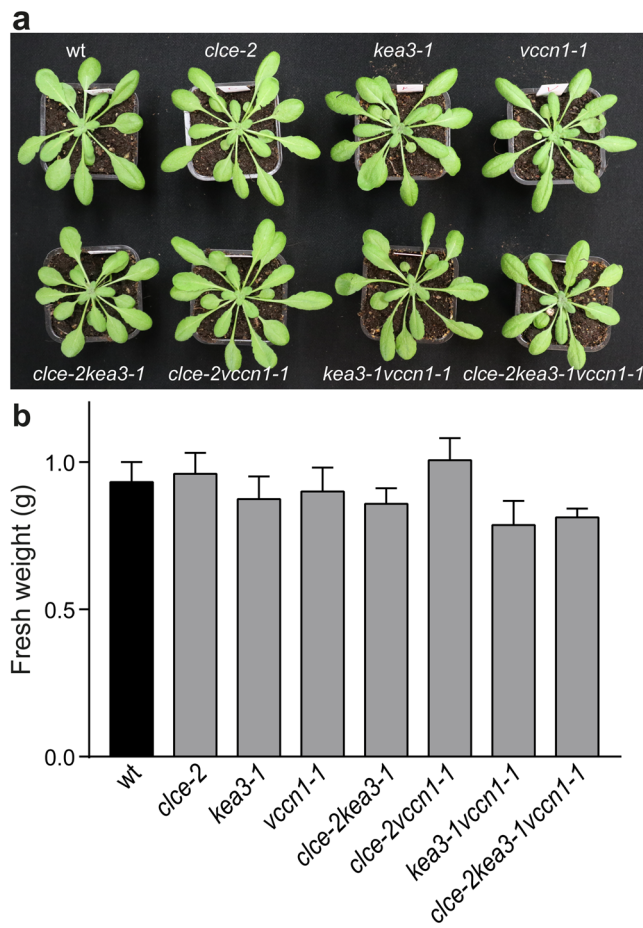 a
wt clce-2 kea3-1 vccn1-1
clce-2kea3-1 clce-2vccn1-1 kea3-1vccn1-1 clce-2kea3-1vccn1-1
b
Fresh weight (g)
1.0
0.5
0.0
wt
clce-2
kea3-1
vccn1-1
clce-2kea3-1
clce-2vccn1-1
kea3-1vccn1-1
clce-2kea3-1vccn1-1